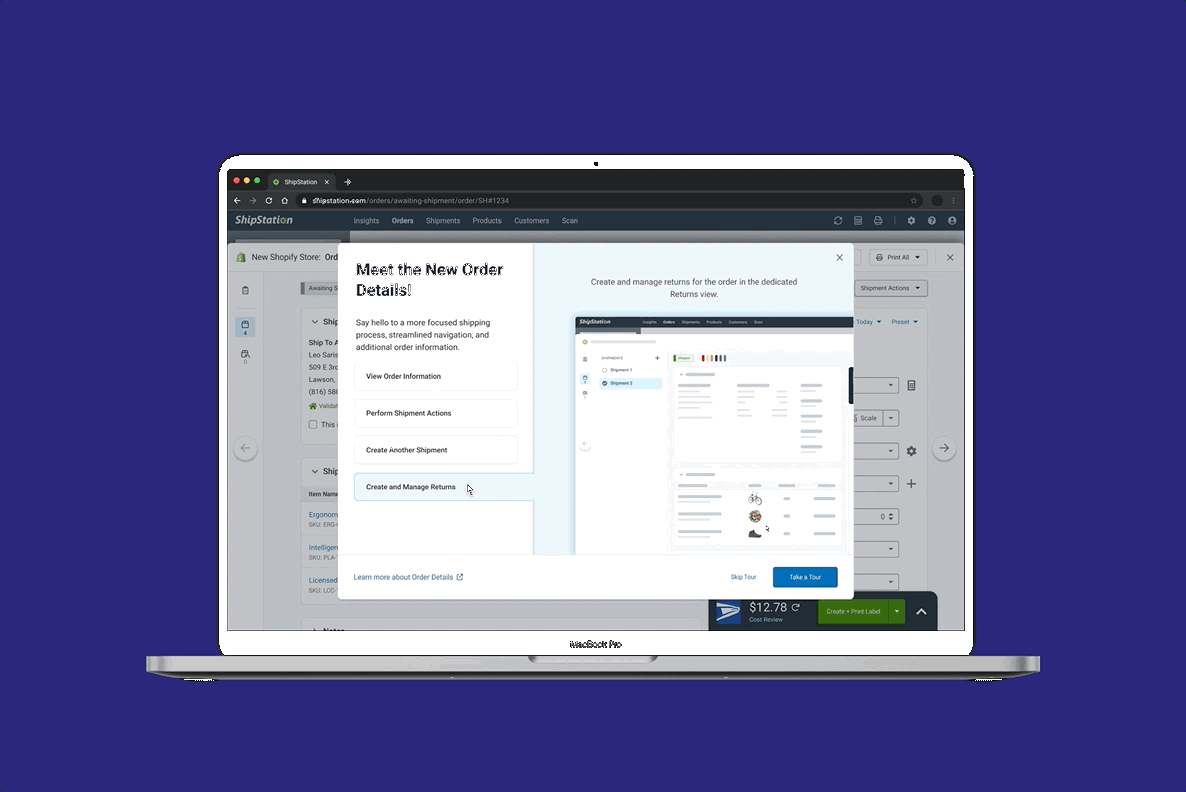 ShipStation
shipstation.com/orders/awaiting-shipment/order/SH#1234
ShipStation
Insights
Orders
Shipments
Products
Customers
Scan
New Shopify Store: Ord
Print All
Awaiting S
Shipment Actions
4
0
Ship
Today
Preset
Ship To A
Leo Saris
509 E 3rd
Lawson,
(816) 58
Validat
This i
Scale
Ship
Item Name
Ergonom
SKU: ERG-
0
Intelligen
SKU: PLA-
Licensed
SKU: LCC-
Meet the New Order
Details!
Say hello to a more focused shipping
process, streamlined navigation, and
additional order information.
View Order Information
Perform Shipment Actions
Create Another Shipment
Create and Manage Returns
Create and manage returns for the order in the dedicated
Returns view.
ShipStation
Insights
Orders
Shipments
Products
Customers
Scan
SHIPMENTS
Shipment 1
Shipment 2
Learn more about Order Details
Skip Tour
Take a Tour
$12.78
Cost Review
Create + Print Label
MacBook Pro